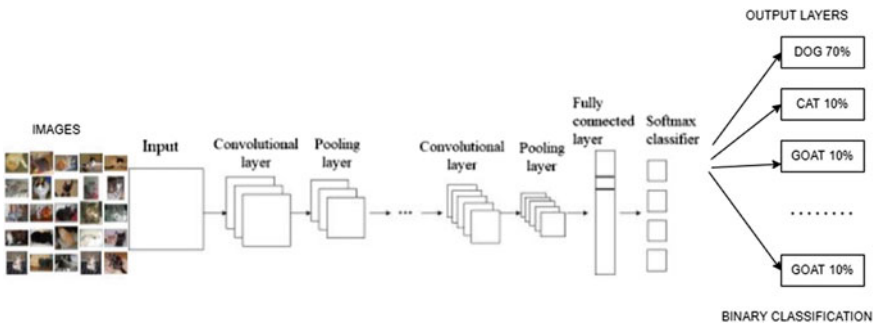 OUTPUT LAYERS
DOG 70%
CAT 10%
GOAT 10%
........
GOAT 10%
BINARY CLASSIFICATION
IMAGES
Input
Convolutional
layer
Pooling
layer
...
Convolutional
layer
Pooling
layer
Fully
connected
layer
Softmax
classifier